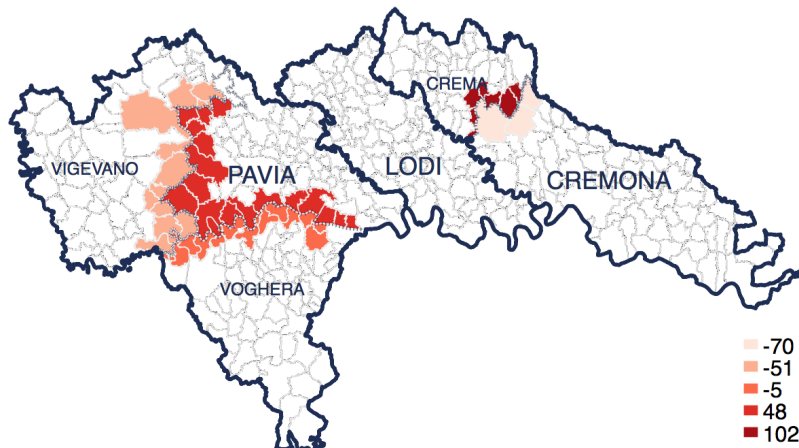 CREMA
VIGEVANO
PAVIA
LODI
CREMONA
VOGHERA
-70
-51
-5
48
102